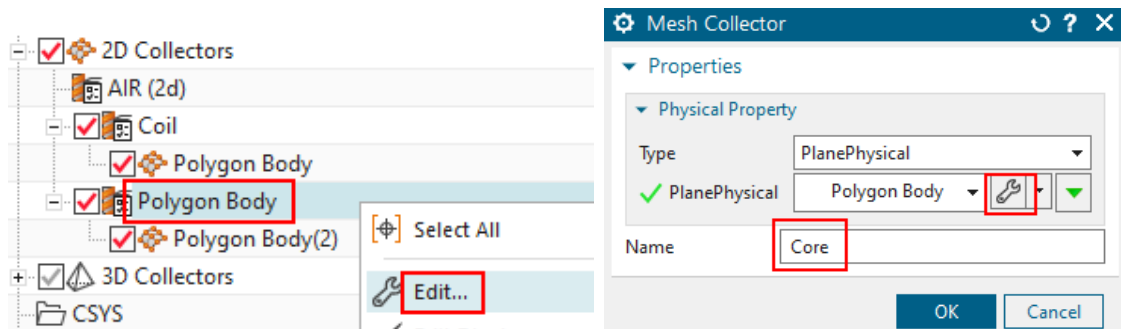 2D Collectors
AIR (2d)
Coil
Polygon Body
Polygon Body
Polygon Body(2)
3D Collectors
CSYS
Select All
Edit...
Mesh Collector
Properties
Physical Property
Type
PlanePhysical
PlanePhysical
Polygon Body
Name
Core
OK
Cancel